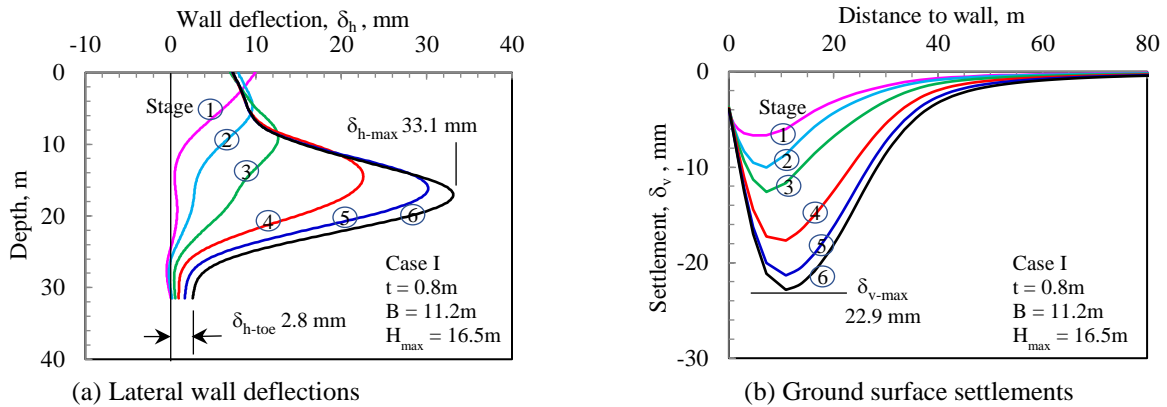 Wall deflection, δh , mm
-10 0 10 20 30 40
0
10
20
30
40
Depth, m
Stage
1
2
3
4
5
6
δh-max 33.1 mm
δh-toe 2.8 mm
Case I
t = 0.8m
B = 11.2m
Hmax = 16.5m
(a) Lateral wall deflections
Distance to wall, m
0 20 40 60 80
0
-10
-20
-30
Settlement, δv, mm
Stage
1
2
3
4
5
6
δv-max
22.9 mm
Case I
t = 0.8m
B = 11.2m
Hmax = 16.5m
(b) Ground surface settlements